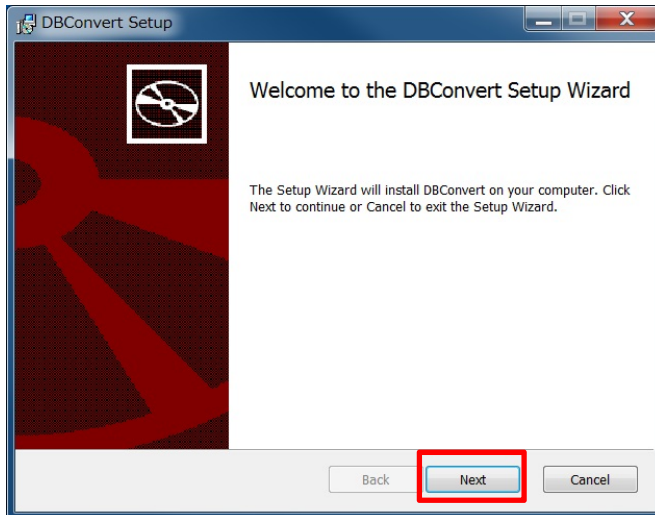 DBConvert Setup
Welcome to the DBConvert Setup Wizard
The Setup Wizard will install DBConvert on your computer. Click
Next to continue or Cancel to exit the Setup Wizard.
Back
Next
Cancel